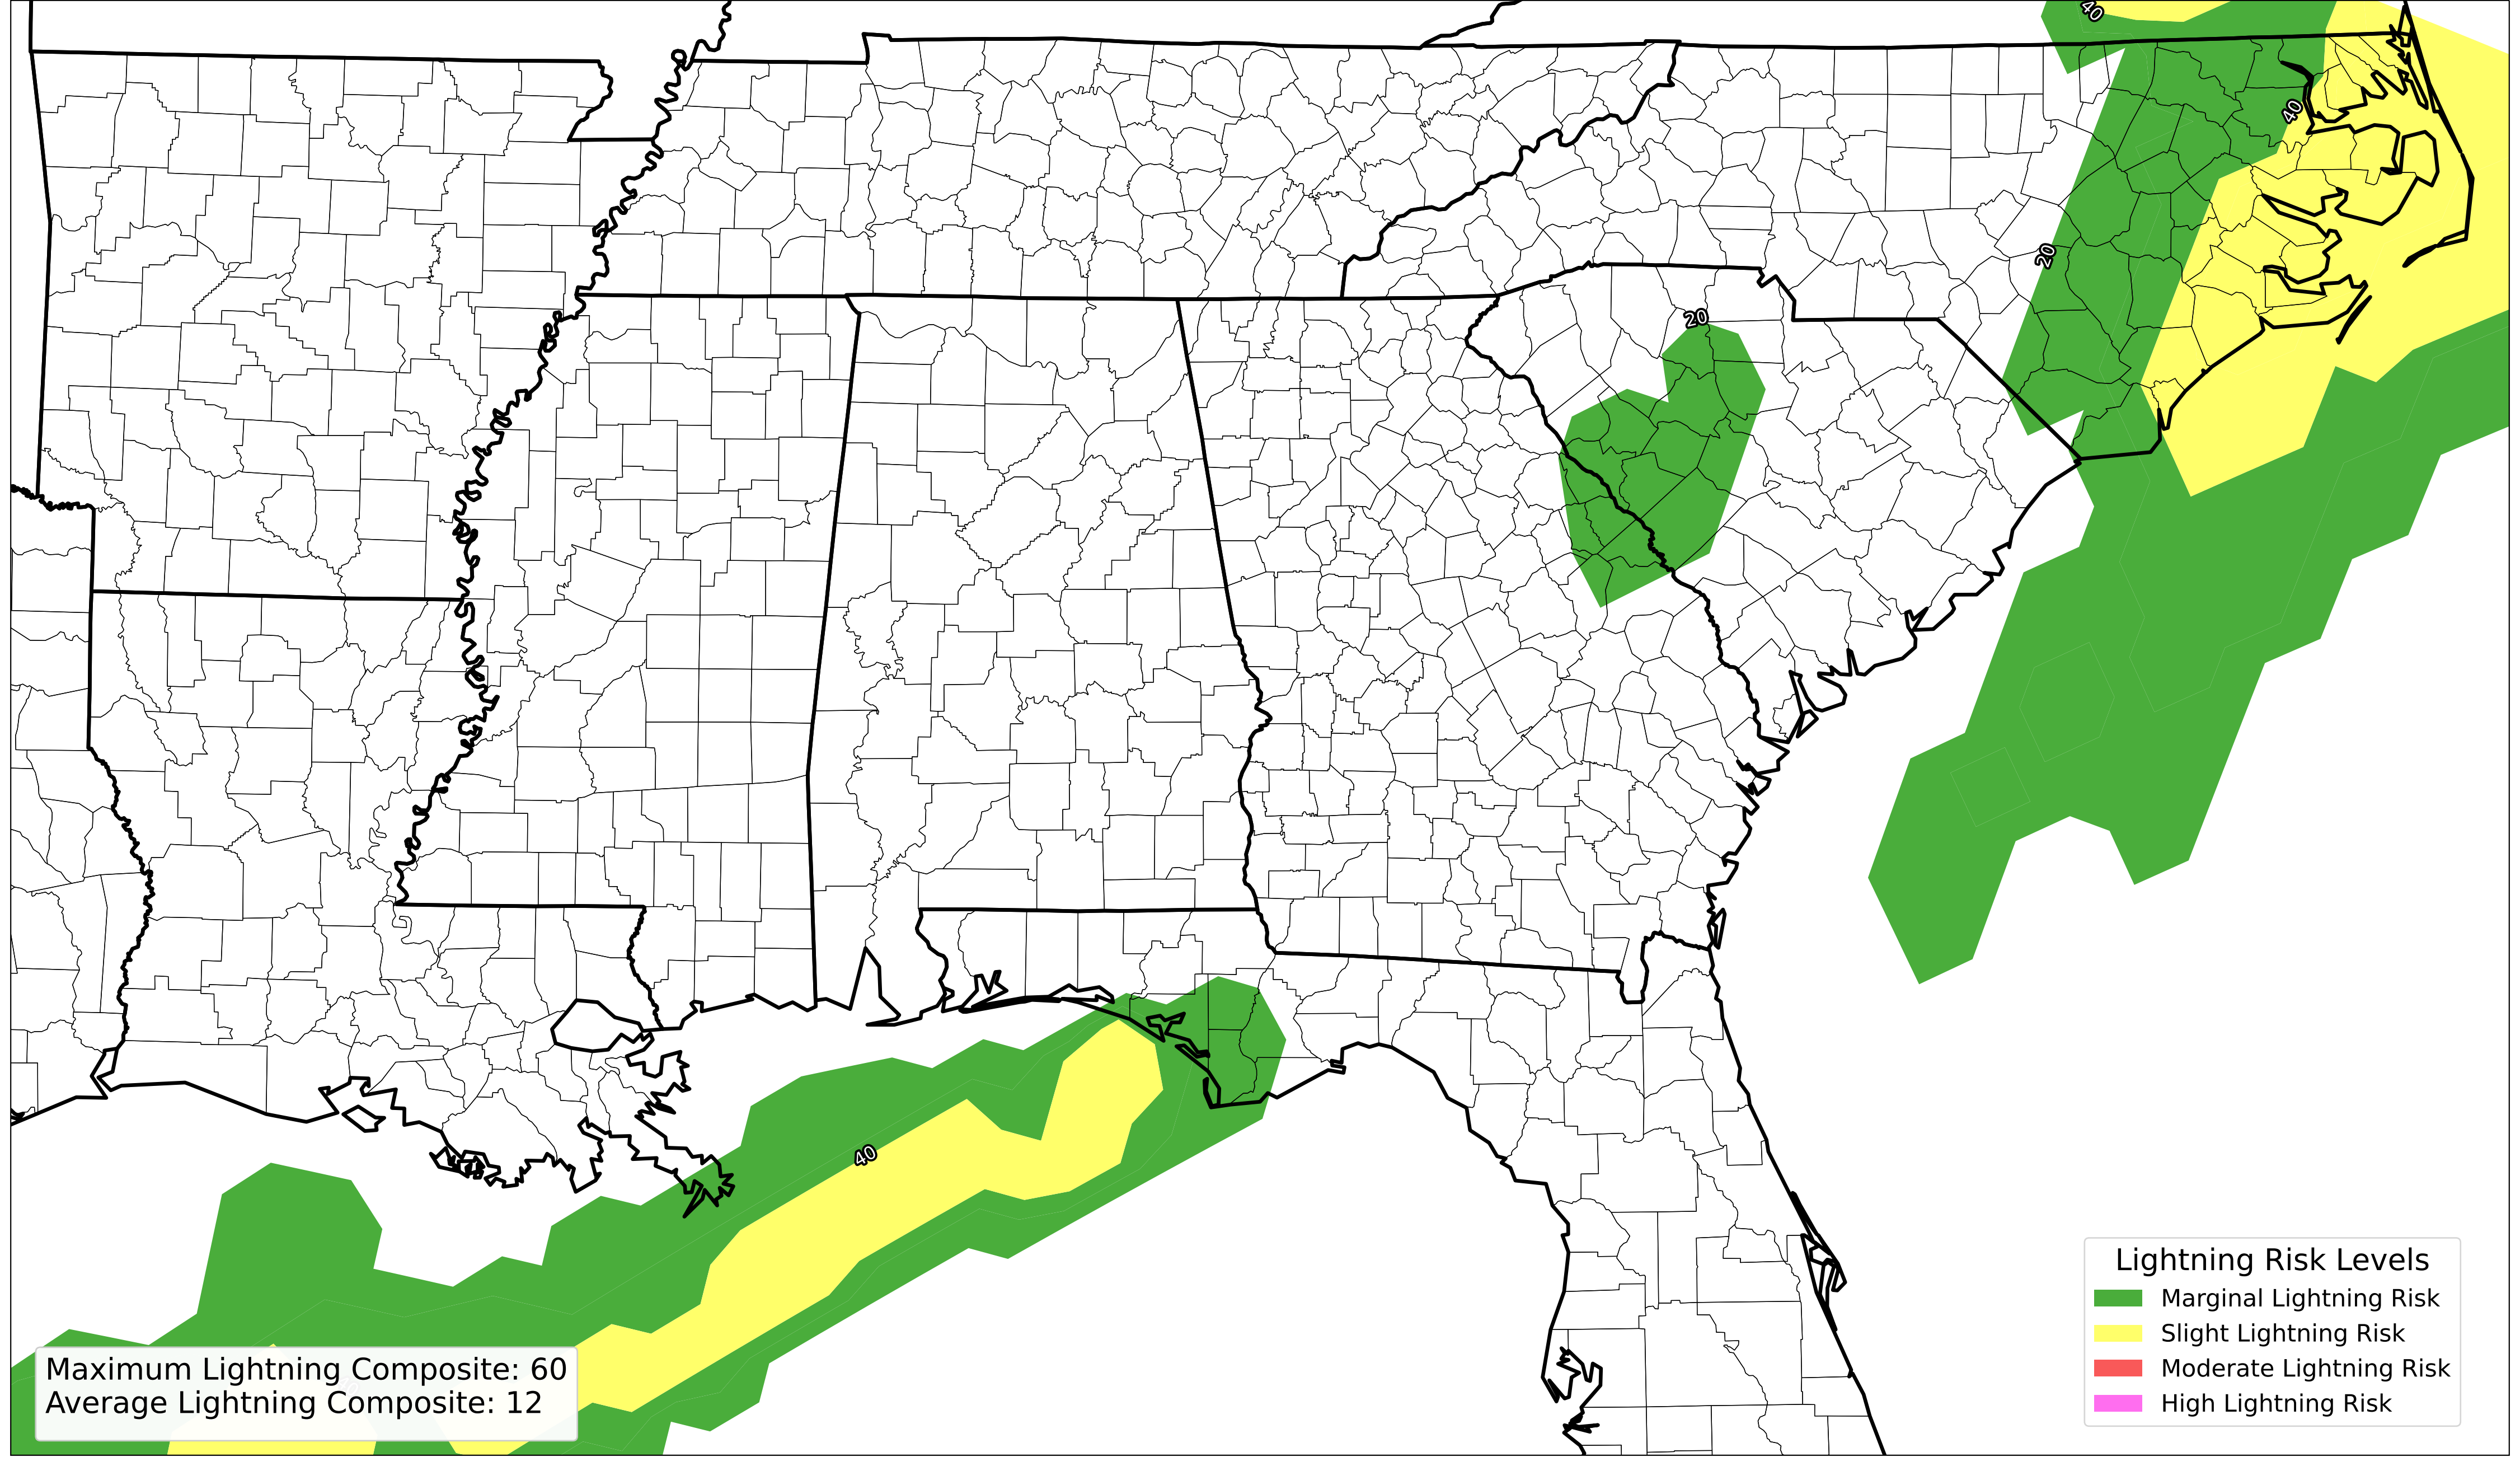 40
40
20
20
40
Maximum Lightning Composite: 60
Average Lightning Composite: 12
Lightning Risk Levels
Marginal Lightning Risk
Slight Lightning Risk
Moderate Lightning Risk
High Lightning Risk